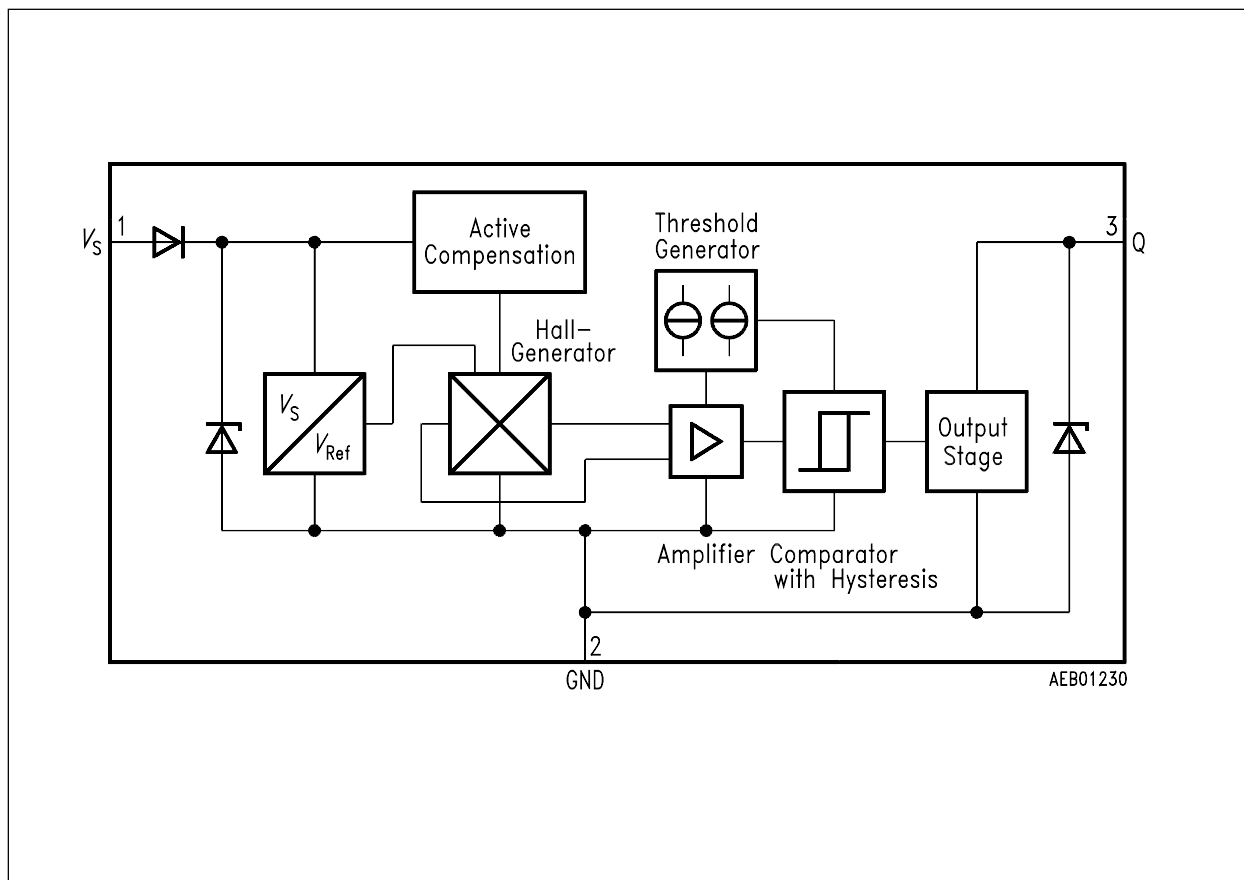 1
V_S
Active
Compensation
Threshold
Generator
3
Q
Hall–
Generator
V_S
V_Ref
Output
Stage
Amplifier
Comparator
with Hysteresis
2
GND
AEB01230